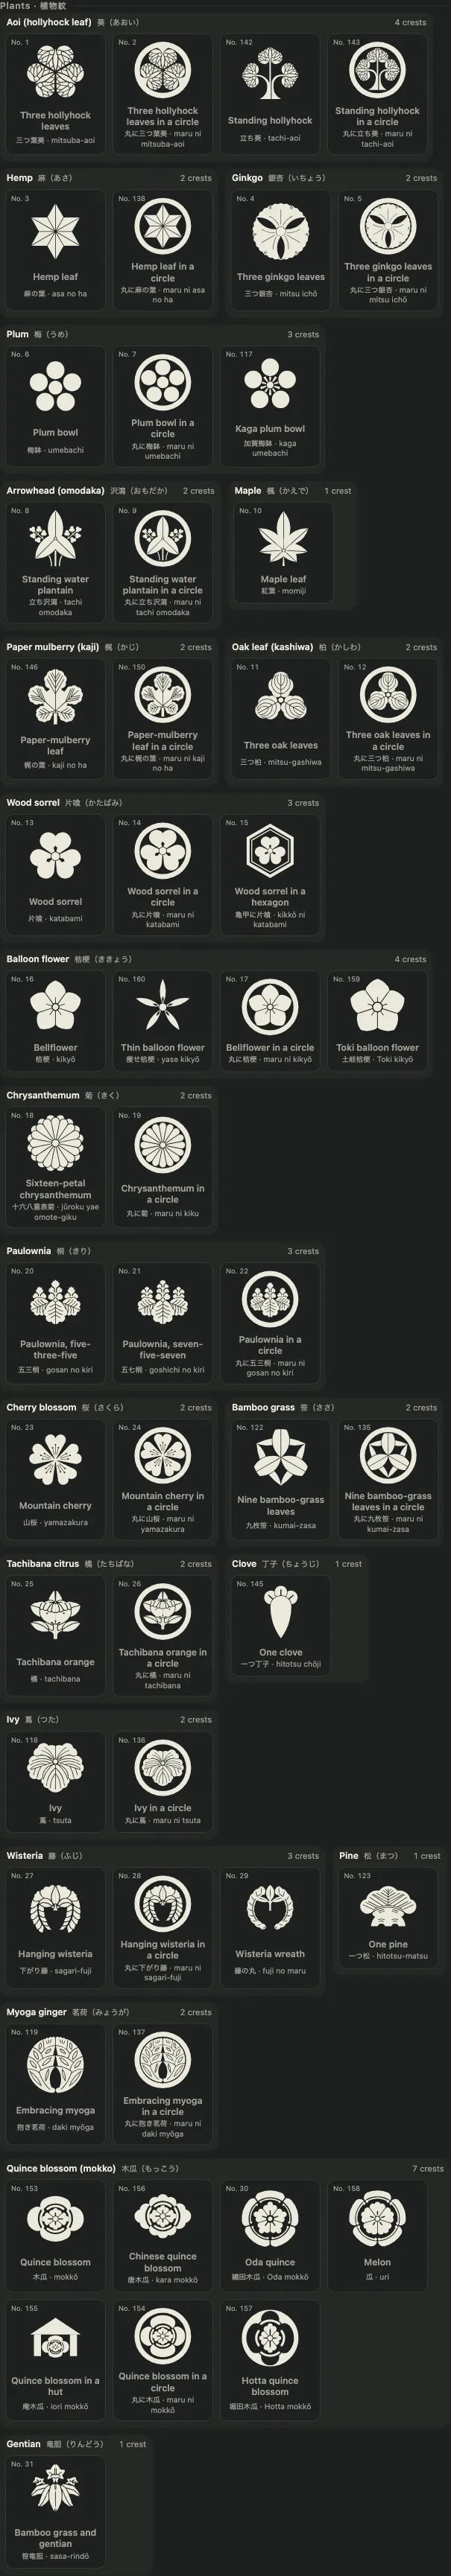 Plants · 植物紋
Aoi (hollyhock leaf) 葵（あおい） 4 crests
No. 1
Three hollyhock
leaves
三つ葉葵 · mitsuba-aoi
No. 2
Three hollyhock
leaves in a circle
丸に三つ葉葵 · maru ni
mitsuba-aoi
No. 142
Standing hollyhock
立ち葵 · tachi-aoi
No. 143
Standing hollyhock
in a circle
丸に立ち葵 · maru ni
tachi-aoi
Hemp 麻（あさ） 2 crests
No. 3
Hemp leaf
麻の葉 · asa no ha
No. 138
Hemp leaf in a
circle
丸に麻の葉 · maru ni asa
no ha
Ginkgo 銀杏（いちょう） 2 crests
No. 4
Three ginkgo leaves
三つ銀杏 · mitsu ichō
No. 5
Three ginkgo leaves
in a circle
丸に三つ銀杏 · maru ni
mitsu ichō
Plum 梅（うめ） 3 crests
No. 6
Plum bowl
梅鉢 · umebachi
No. 7
Plum bowl in a
circle
丸に梅鉢 · maru ni
umebachi
No. 117
Kaga plum bowl
加賀梅鉢 · kaga
umebachi
Arrowhead (omodaka) 沢瀉（おもだか） 2 crests
No. 8
Standing water
plantain
立ち沢瀉 · tachi
omodaka
No. 9
Standing water
plantain in a circle
丸に立ち沢瀉 · maru ni
tachi omodaka
Maple 楓（かえで） 1 crest
No. 10
Maple leaf
紅葉 · momiji
Paper mulberry (kaji) 梶（かじ） 2 crests
No. 146
Paper-mulberry
leaf
梶の葉 · kaji no ha
No. 150
Paper-mulberry
leaf in a circle
丸に梶の葉 · maru ni kaji
no ha
Oak leaf (kashiwa) 柏（かしわ） 2 crests
No. 11
Three oak leaves
三つ柏 · mitsu-gashiwa
No. 12
Three oak leaves in
a circle
丸に三つ柏 · maru ni
mitsu-gashiwa
Wood sorrel 片喰（かたばみ） 3 crests
No. 13
Wood sorrel
片喰 · katabami
No. 14
Wood sorrel in a
circle
丸に片喰 · maru ni
katabami
No. 15
Wood sorrel in a
hexagon
亀甲に片喰 · kikkō ni
katabami
Balloon flower 桔梗（ききょう） 4 crests
No. 16
Bellflower
桔梗 · kikyō
No. 160
Thin balloon flower
痩せ桔梗 · yase kikyō
No. 17
Bellflower in a circle
丸に桔梗 · maru ni kikyō
No. 159
Toki balloon flower
土岐桔梗 · Toki kikyō
Chrysanthemum 菊（きく） 2 crests
No. 18
Sixteen-petal
chrysanthemum
十六八重表菊 · jūroku yae
omote-giku
No. 19
Chrysanthemum in
a circle
丸に菊 · maru ni kiku
Paulownia 桐（きり） 3 crests
No. 20
Paulownia, five-
three-five
五三桐 · gosan no kiri
No. 21
Paulownia, seven-
five-seven
五七桐 · goshichi no kiri
No. 22
Paulownia in a
circle
丸に五三桐 · maru ni
gosan no kiri
Cherry blossom 桜（さくら） 2 crests
No. 23
Mountain cherry
山桜 · yamazakura
No. 24
Mountain cherry in
a circle
丸に山桜 · maru ni
yamazakura
Bamboo grass 笹（ささ） 2 crests
No. 122
Nine bamboo-grass
leaves
九枚笹 · kumai-zasa
No. 135
Nine bamboo-grass
leaves in a circle
丸に九枚笹 · maru ni
kumai-zasa
Tachibana citrus 橘（たちばな） 2 crests
No. 25
Tachibana orange
橘 · tachibana
No. 26
Tachibana orange in
a circle
丸に橘 · maru ni
tachibana
Clove 丁子（ちょうじ） 1 crest
No. 145
One clove
一つ丁子 · hitotsu chōji
Ivy 蔦（つた） 2 crests
No. 118
Ivy
蔦 · tsuta
No. 136
Ivy in a circle
丸に蔦 · maru ni tsuta
Wisteria 藤（ふじ） 3 crests
No. 27
Hanging wisteria
下がり藤 · sagari-fuji
No. 28
Hanging wisteria in
a circle
丸に下がり藤 · maru ni
sagari-fuji
No. 29
Wisteria wreath
藤の丸 · fuji no maru
Pine 松（まつ） 1 crest
No. 123
One pine
一つ松 · hitotsu-matsu
Myoga ginger 茗荷（みょうが） 2 crests
No. 119
Embracing myoga
抱き茗荷 · daki myōga
No. 137
Embracing myoga
in a circle
丸に抱き茗荷 · maru ni
daki myōga
Quince blossom (mokko) 木瓜（もっこう） 7 crests
No. 153
Quince blossom
木瓜 · mokkō
No. 156
Chinese quince
blossom
唐木瓜 · kara mokkō
No. 30
Oda quince
織田木瓜 · Oda mokkō
No. 158
Melon
瓜 · uri
No. 155
Quince blossom in a
hut
庵木瓜 · iori mokkō
No. 154
Quince blossom in a
circle
丸に木瓜 · maru ni
mokkō
No. 157
Hotta quince
blossom
堀田木瓜 · Hotta mokkō
Gentian 竜胆（りんどう） 1 crest
No. 31
Bamboo grass and
gentian
笹竜胆 · sasa-rindō